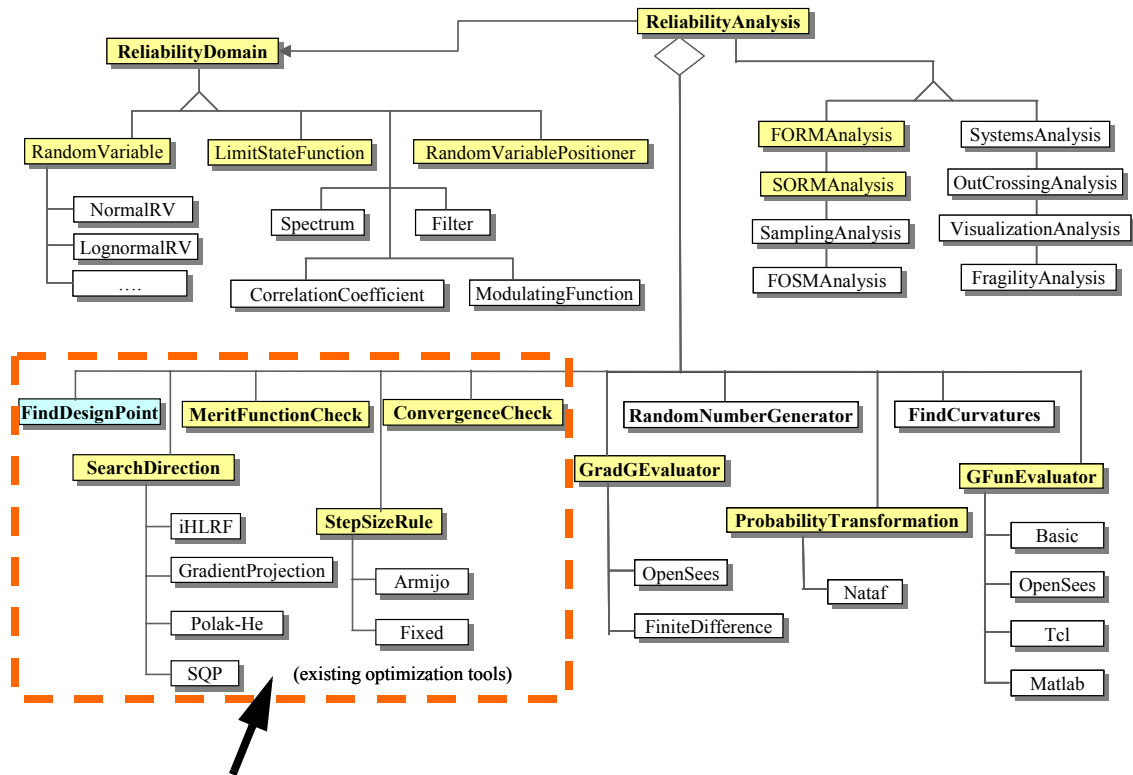 ReliabilityAnalysis
ReliabilityDomain
RandomVariable
LimitStateFunction
RandomVariablePositioner
NormalRV
LognormalRV
….
Spectrum
Filter
CorrelationCoefficient
ModulatingFunction
FORMAnalysis
SORMAnalysis
SamplingAnalysis
FOSMAnalysis
SystemsAnalysis
OutCrossingAnalysis
VisualizationAnalysis
FragilityAnalysis
FindDesignPoint
MeritFunctionCheck
ConvergenceCheck
SearchDirection
iHLRF
GradientProjection
Polak-He
SQP
StepSizeRule
Armijo
Fixed
(existing optimization tools)
RandomNumberGenerator
FindCurvatures
GradGEvaluator
OpenSees
FiniteDifference
ProbabilityTransformation
Nataf
GFunEvaluator
Basic
OpenSees
Tcl
Matlab